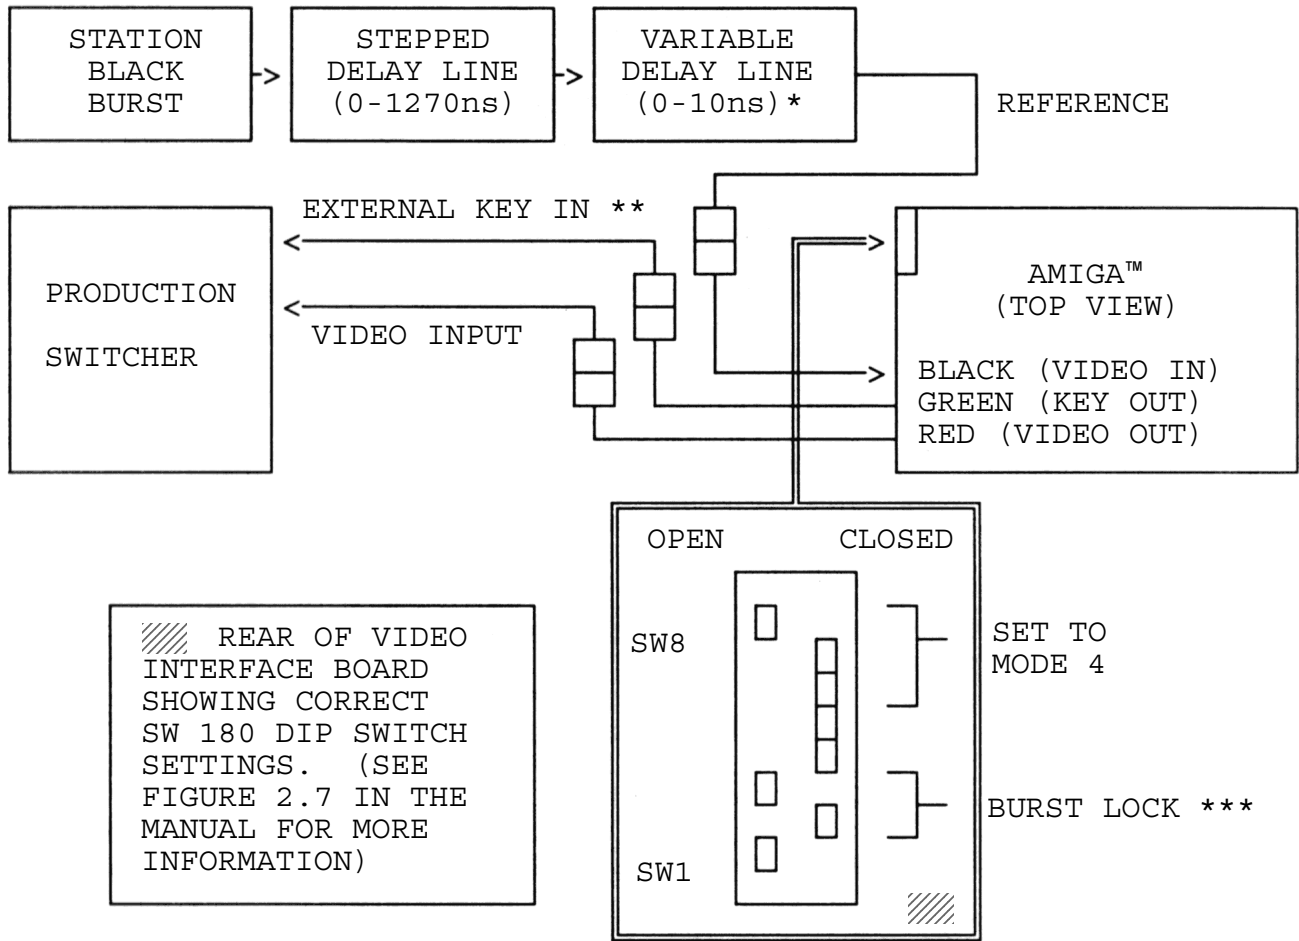 STATION
BLACK
BURST
STEPPED
DELAY LINE
(0-1270ns)
VARIABLE
DELAY LINE
(0-10ns)*
REFERENCE
EXTERNAL KEY IN **
PRODUCTION
SWITCHER
VIDEO INPUT
AMIGA™
(TOP VIEW)
BLACK (VIDEO IN)
GREEN (KEY OUT)
RED (VIDEO OUT)
OPEN CLOSED
SW8
SW1
SET TO
MODE 4
BURST LOCK ***
REAR OF VIDEO
INTERFACE BOARD
SHOWING CORRECT
SW 180 DIP SWITCH
SETTINGS. (SEE
FIGURE 2.7 IN THE
MANUAL FOR MORE
INFORMATION)